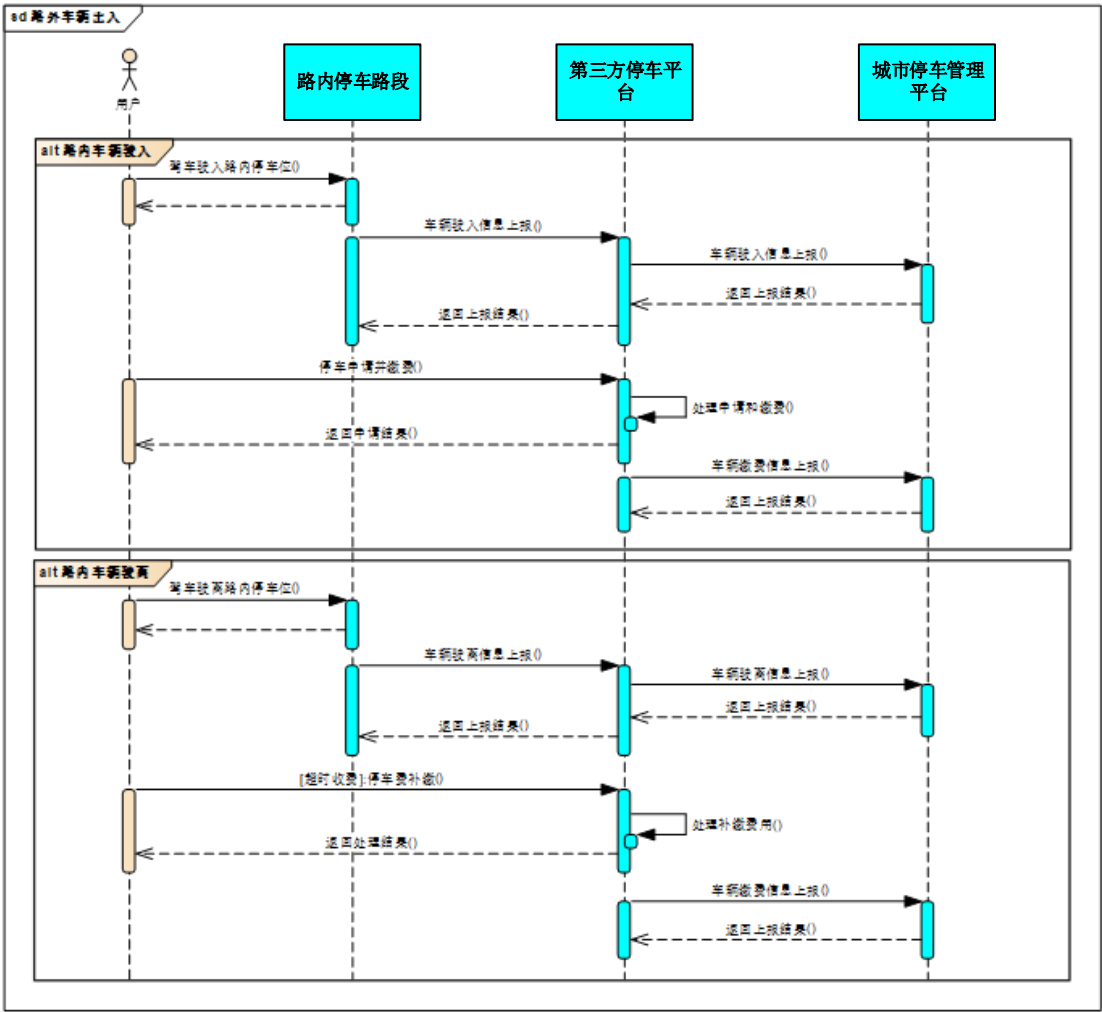 sd 路外车辆出入
用户
路内停车路段
第三方停车平
台
城市停车管理
平台
alt 路内车辆驶入
驾车驶入路内停车位()
车辆驶入信息上报()
车辆驶入信息上报()
返回上报结果()
返回上报结果()
停车申请并缴费()
处理申请和缴费()
返回申请结果()
车辆缴费信息上报()
返回上报结果()
alt 路内车辆驶离
驾车驶离路内停车位()
车辆驶离信息上报()
车辆驶离信息上报()
返回上报结果()
返回上报结果()
[超时收费]:停车费补缴()
处理补缴费用()
返回处理结果()
车辆缴费信息上报()
返回上报结果()